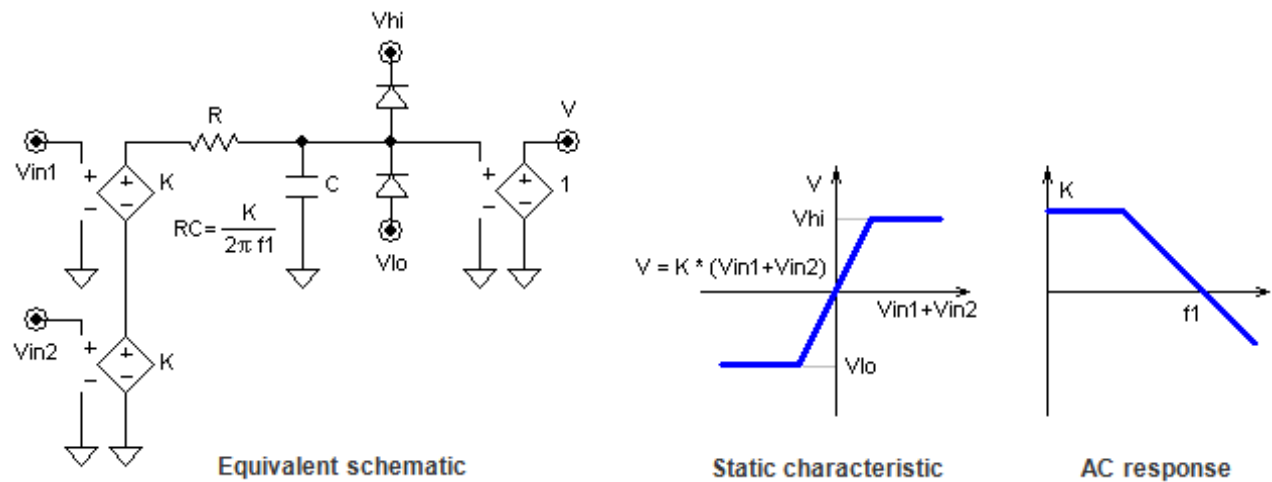 Vhi
R
V
Vin1
+
−
+
−
K
C
RC= K / 2π f1
Vlo
+
−
+
−
1
Vin2
+
−
+
−
K
Equivalent schematic
V
Vhi
V = K * (Vin1+Vin2)
Vin1+Vin2
Vlo
Static characteristic
K
f1
AC response